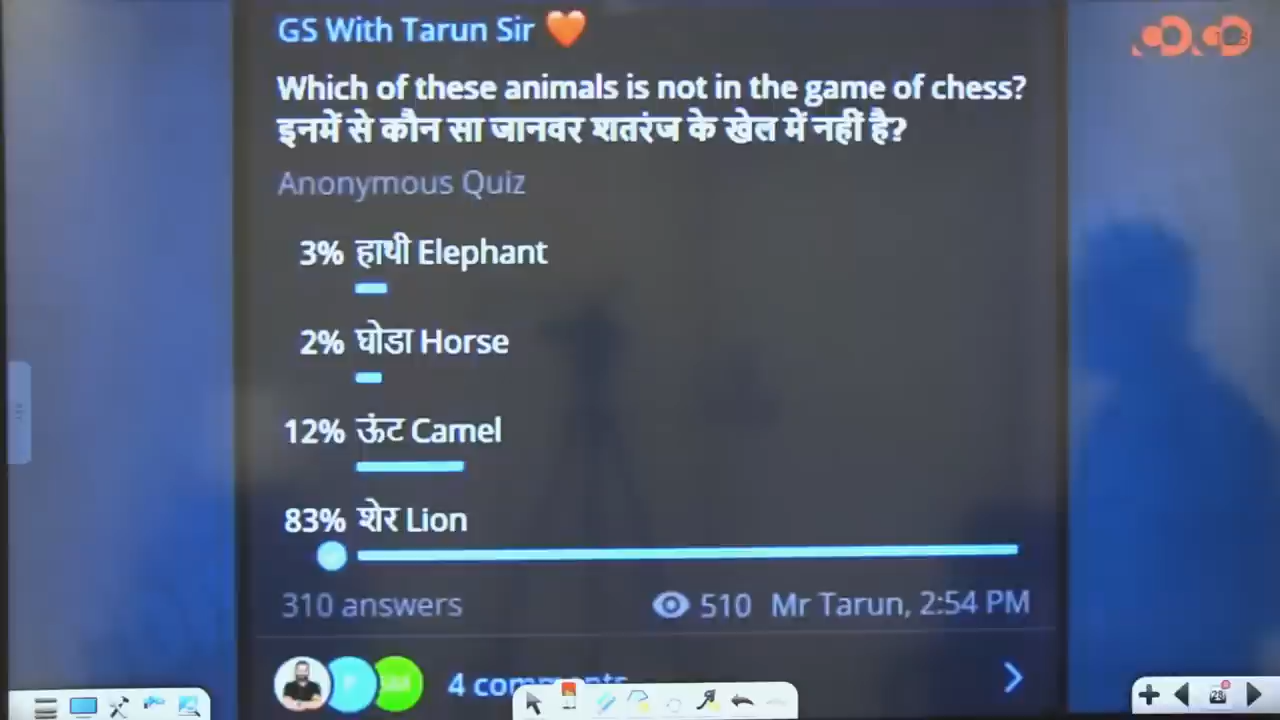 GS With Tarun Sir 🧡
Which of these animals is not in the game of chess?
इनमें से कौन सा जानवर शतरंज के खेल में नहीं है?
Anonymous Quiz
3% हाथी Elephant
2% घोडा Horse
12% ऊंट Camel
83% शेर Lion
310 answers
510 Mr Tarun, 2:54 PM
4 comments